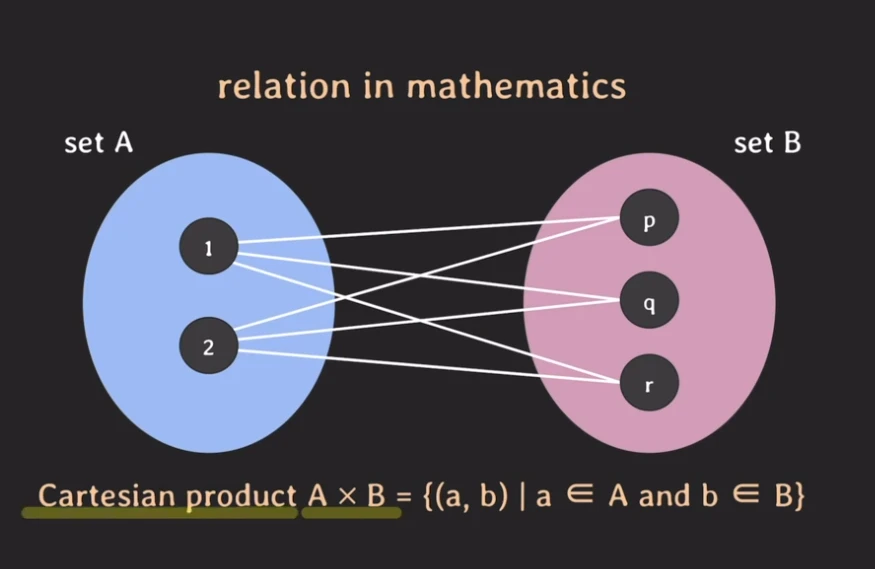 relation in mathematics
set A
set B
1
p
q
2
r
Cartesian product A × B = {(a, b) | a ∈ A and b ∈ B}